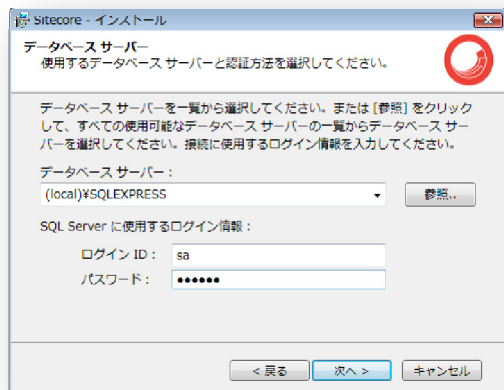 Sitecore - インストール
データベース サーバー
使用するデータベース サーバーと認証方法を選択してください。
データベース サーバーを一覧から選択してください。または [参照] をクリック
して、すべての使用可能なデータベース サーバーの一覧からデータベース サー
バーを選択してください。接続に使用するログイン情報を入力してください。
データベース サーバー：
(local)¥SQLEXPRESS
参照..
SQL Server に使用するログイン情報：
ログイン ID： sa
パスワード： ●●●●●●
< 戻る 次へ > キャンセル